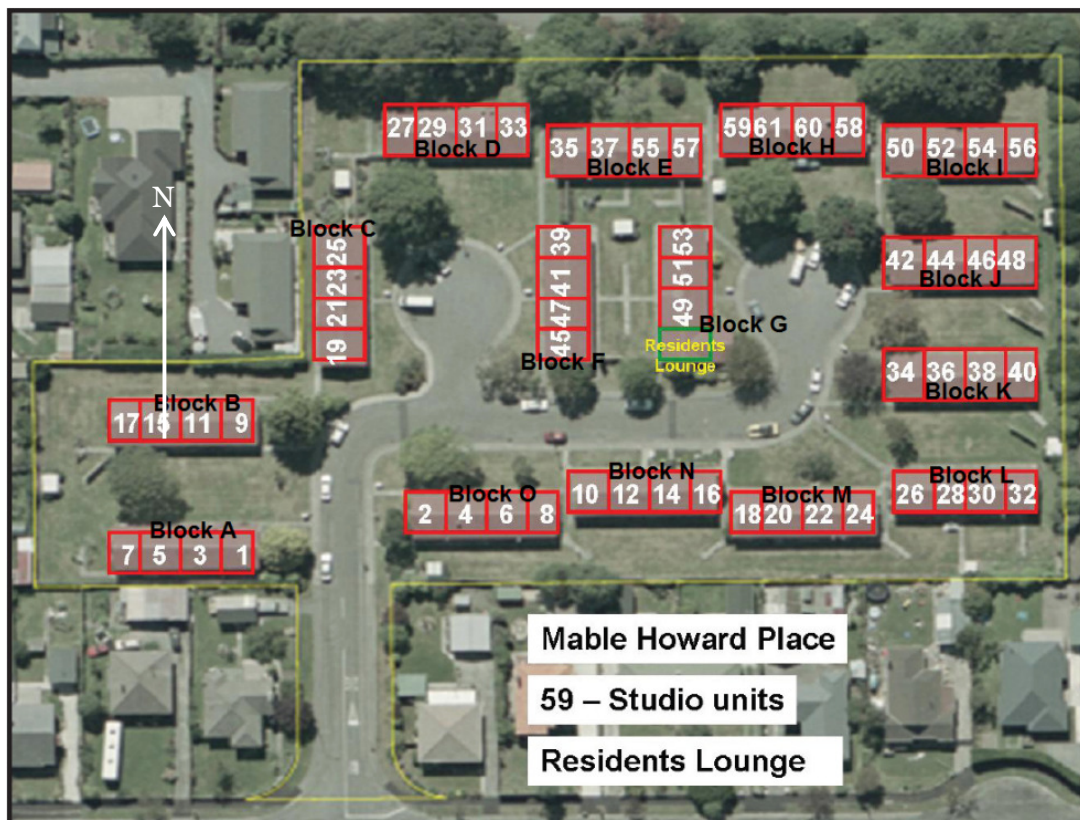 27 29 31 33
Block D
59 61 60 58
Block H
35 37 55 57
Block E
50 52 54 56
Block I
N
Block C
25
23
21
19
39
41
47
45
Block F
53
51
49
Block G
Residents
Lounge
42 44 46 48
Block J
34 36 38 40
Block K
Block B
17 15 11 9
Block A
7 5 3 1
Block O
2 4 6 8
Block N
10 12 14 16
Block M
18 20 22 24
Block L
26 28 30 32
Mable Howard Place
59 – Studio units
Residents Lounge